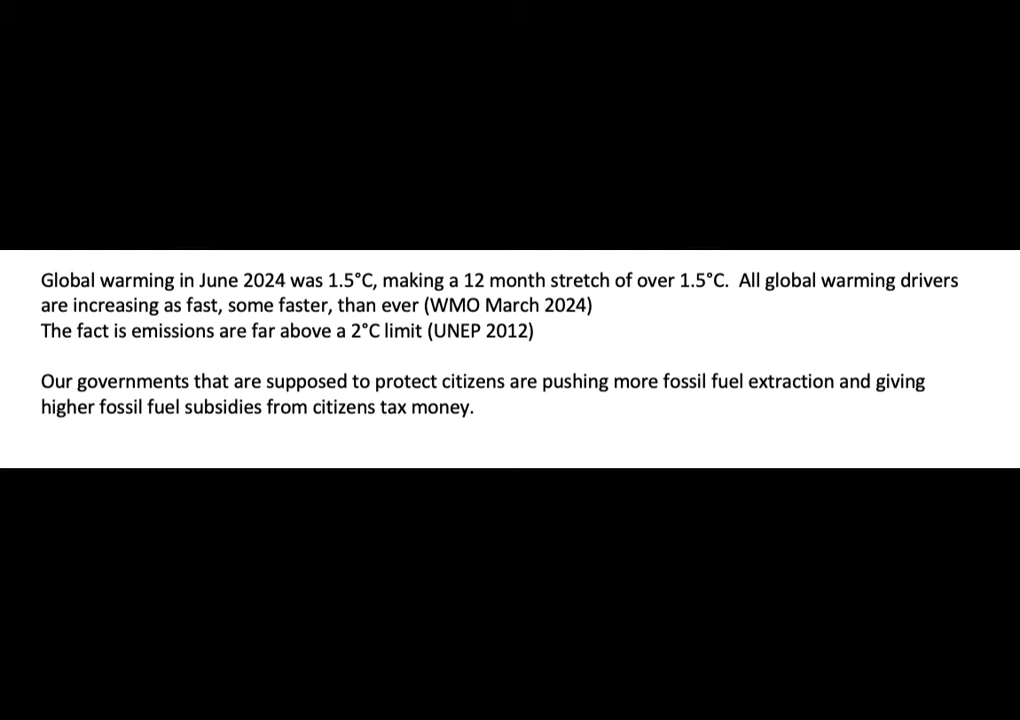 Global warming in June 2024 was 1.5°C, making a 12 month stretch of over 1.5°C.  All global warming drivers
are increasing as fast, some faster, than ever (WMO March 2024)
The fact is emissions are far above a 2°C limit (UNEP 2012)
Our governments that are supposed to protect citizens are pushing more fossil fuel extraction and giving
higher fossil fuel subsidies from citizens tax money.